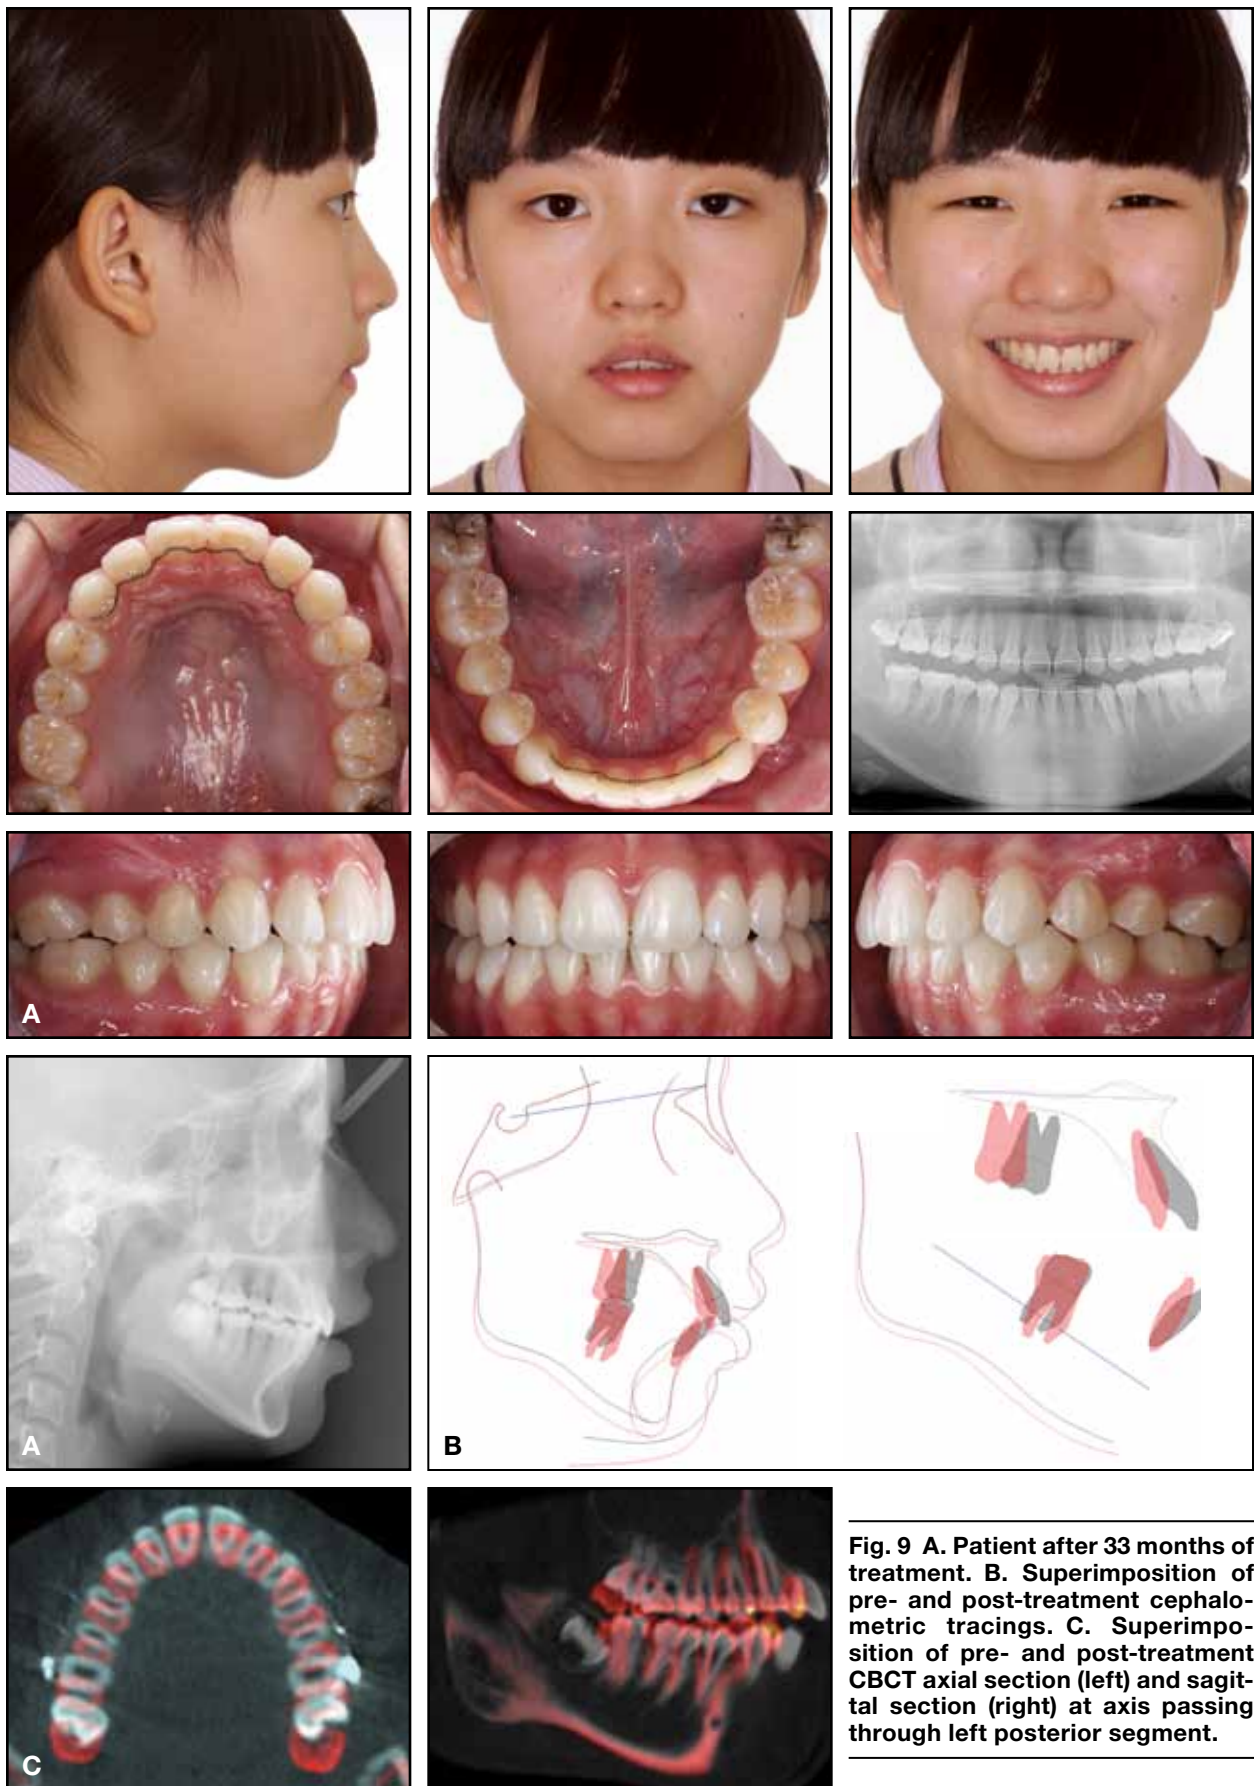 A
A
B
C
Fig. 9 A. Patient after 33 months of
treatment. B. Superimposition of
pre- and post-treatment cephalo-
metric tracings. C. Superimpo-
sition of pre- and post-treatment
CBCT axial section (left) and sagit-
tal section (right) at axis passing
through left posterior segment.